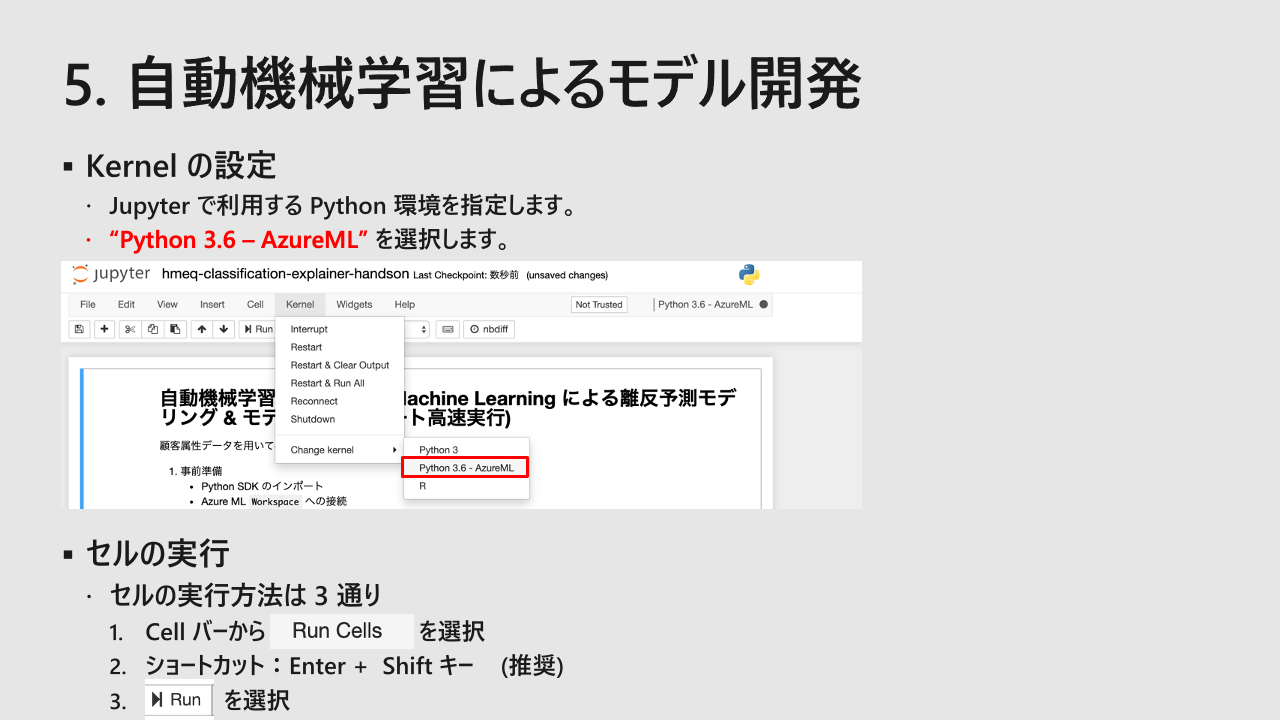 5. 自動機械学習によるモデル開発
▪ Kernel の設定
· Jupyter で利用する Python 環境を指定します。
· “Python 3.6 – AzureML” を選択します。
jupyter hmeq-classification-explainer-handson Last Checkpoint: 数秒前 (unsaved changes)
File Edit View Insert Cell Kernel Widgets Help Not Trusted Python 3.6 - AzureML
Run nbdiff
Interrupt
Restart
Restart & Clear Output
Restart & Run All
Reconnect
Shutdown
Change kernel
Python 3
Python 3.6 - AzureML
R
自動機械学習 achine Learning による離反予測モデ
リング & モデ ート高速実行)
顧客属性データを用いて
1. 事前準備
• Python SDK のインポート
• Azure ML Workspace への接続
▪ セルの実行
· セルの実行方法は 3 通り
1. Cell バーから Run Cells を選択
2. ショートカット：Enter + Shift キー (推奨)
3. Run を選択